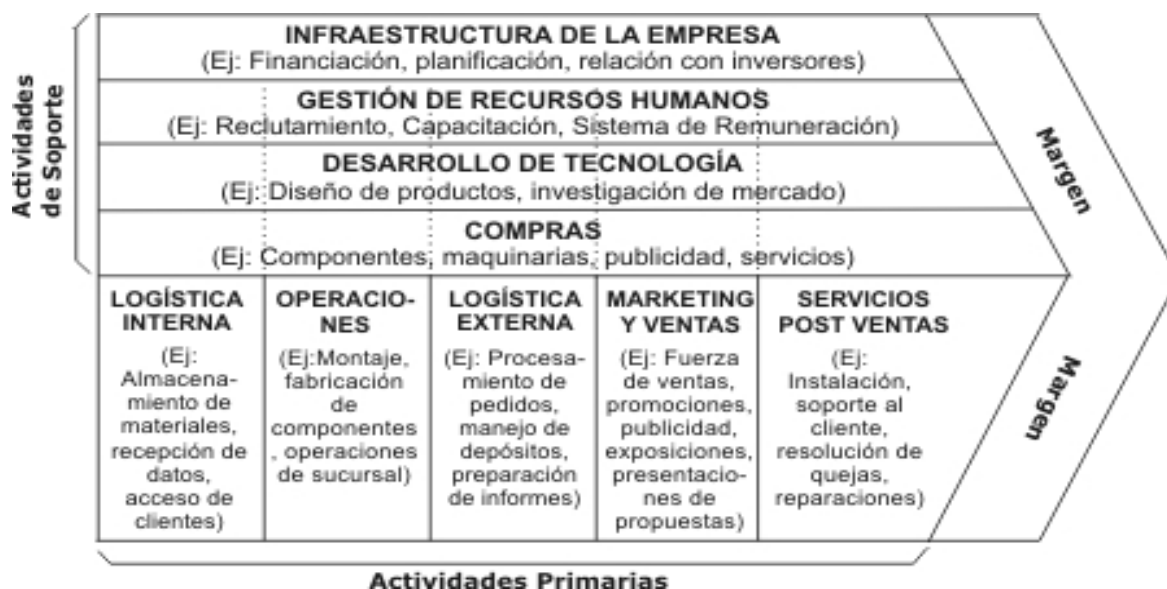 Actividades
de Soporte
INFRAESTRUCTURA DE LA EMPRESA
(Ej: Financiación, planificación, relación con inversores)
GESTIÓN DE RECURSOS HUMANOS
(Ej: Reclutamiento, Capacitación, Sistema de Remuneración)
DESARROLLO DE TECNOLOGÍA
(Ej: Diseño de productos, investigación de mercado)
COMPRAS
(Ej: Componentes, maquinarias, publicidad, servicios)
LOGÍSTICA
INTERNA
(Ej:
Almacena-
miento de
materiales,
recepción de
datos,
acceso de
clientes)
OPERACIO-
NES
(Ej:Montaje,
fabricación
de
componentes
, operaciones
de sucursal)
LOGÍSTICA
EXTERNA
(Ej: Procesa-
miento de
pedidos,
manejo de
depósitos,
preparación
de informes)
MARKETING
Y VENTAS
(Ej: Fuerza
de ventas,
promociones,
publicidad,
exposiciones,
presentacio-
nes de
propuestas)
SERVICIOS
POST VENTAS
(Ej:
Instalación,
soporte al
cliente,
resolución de
quejas,
reparaciones)
Margen
Margen
Actividades Primarias